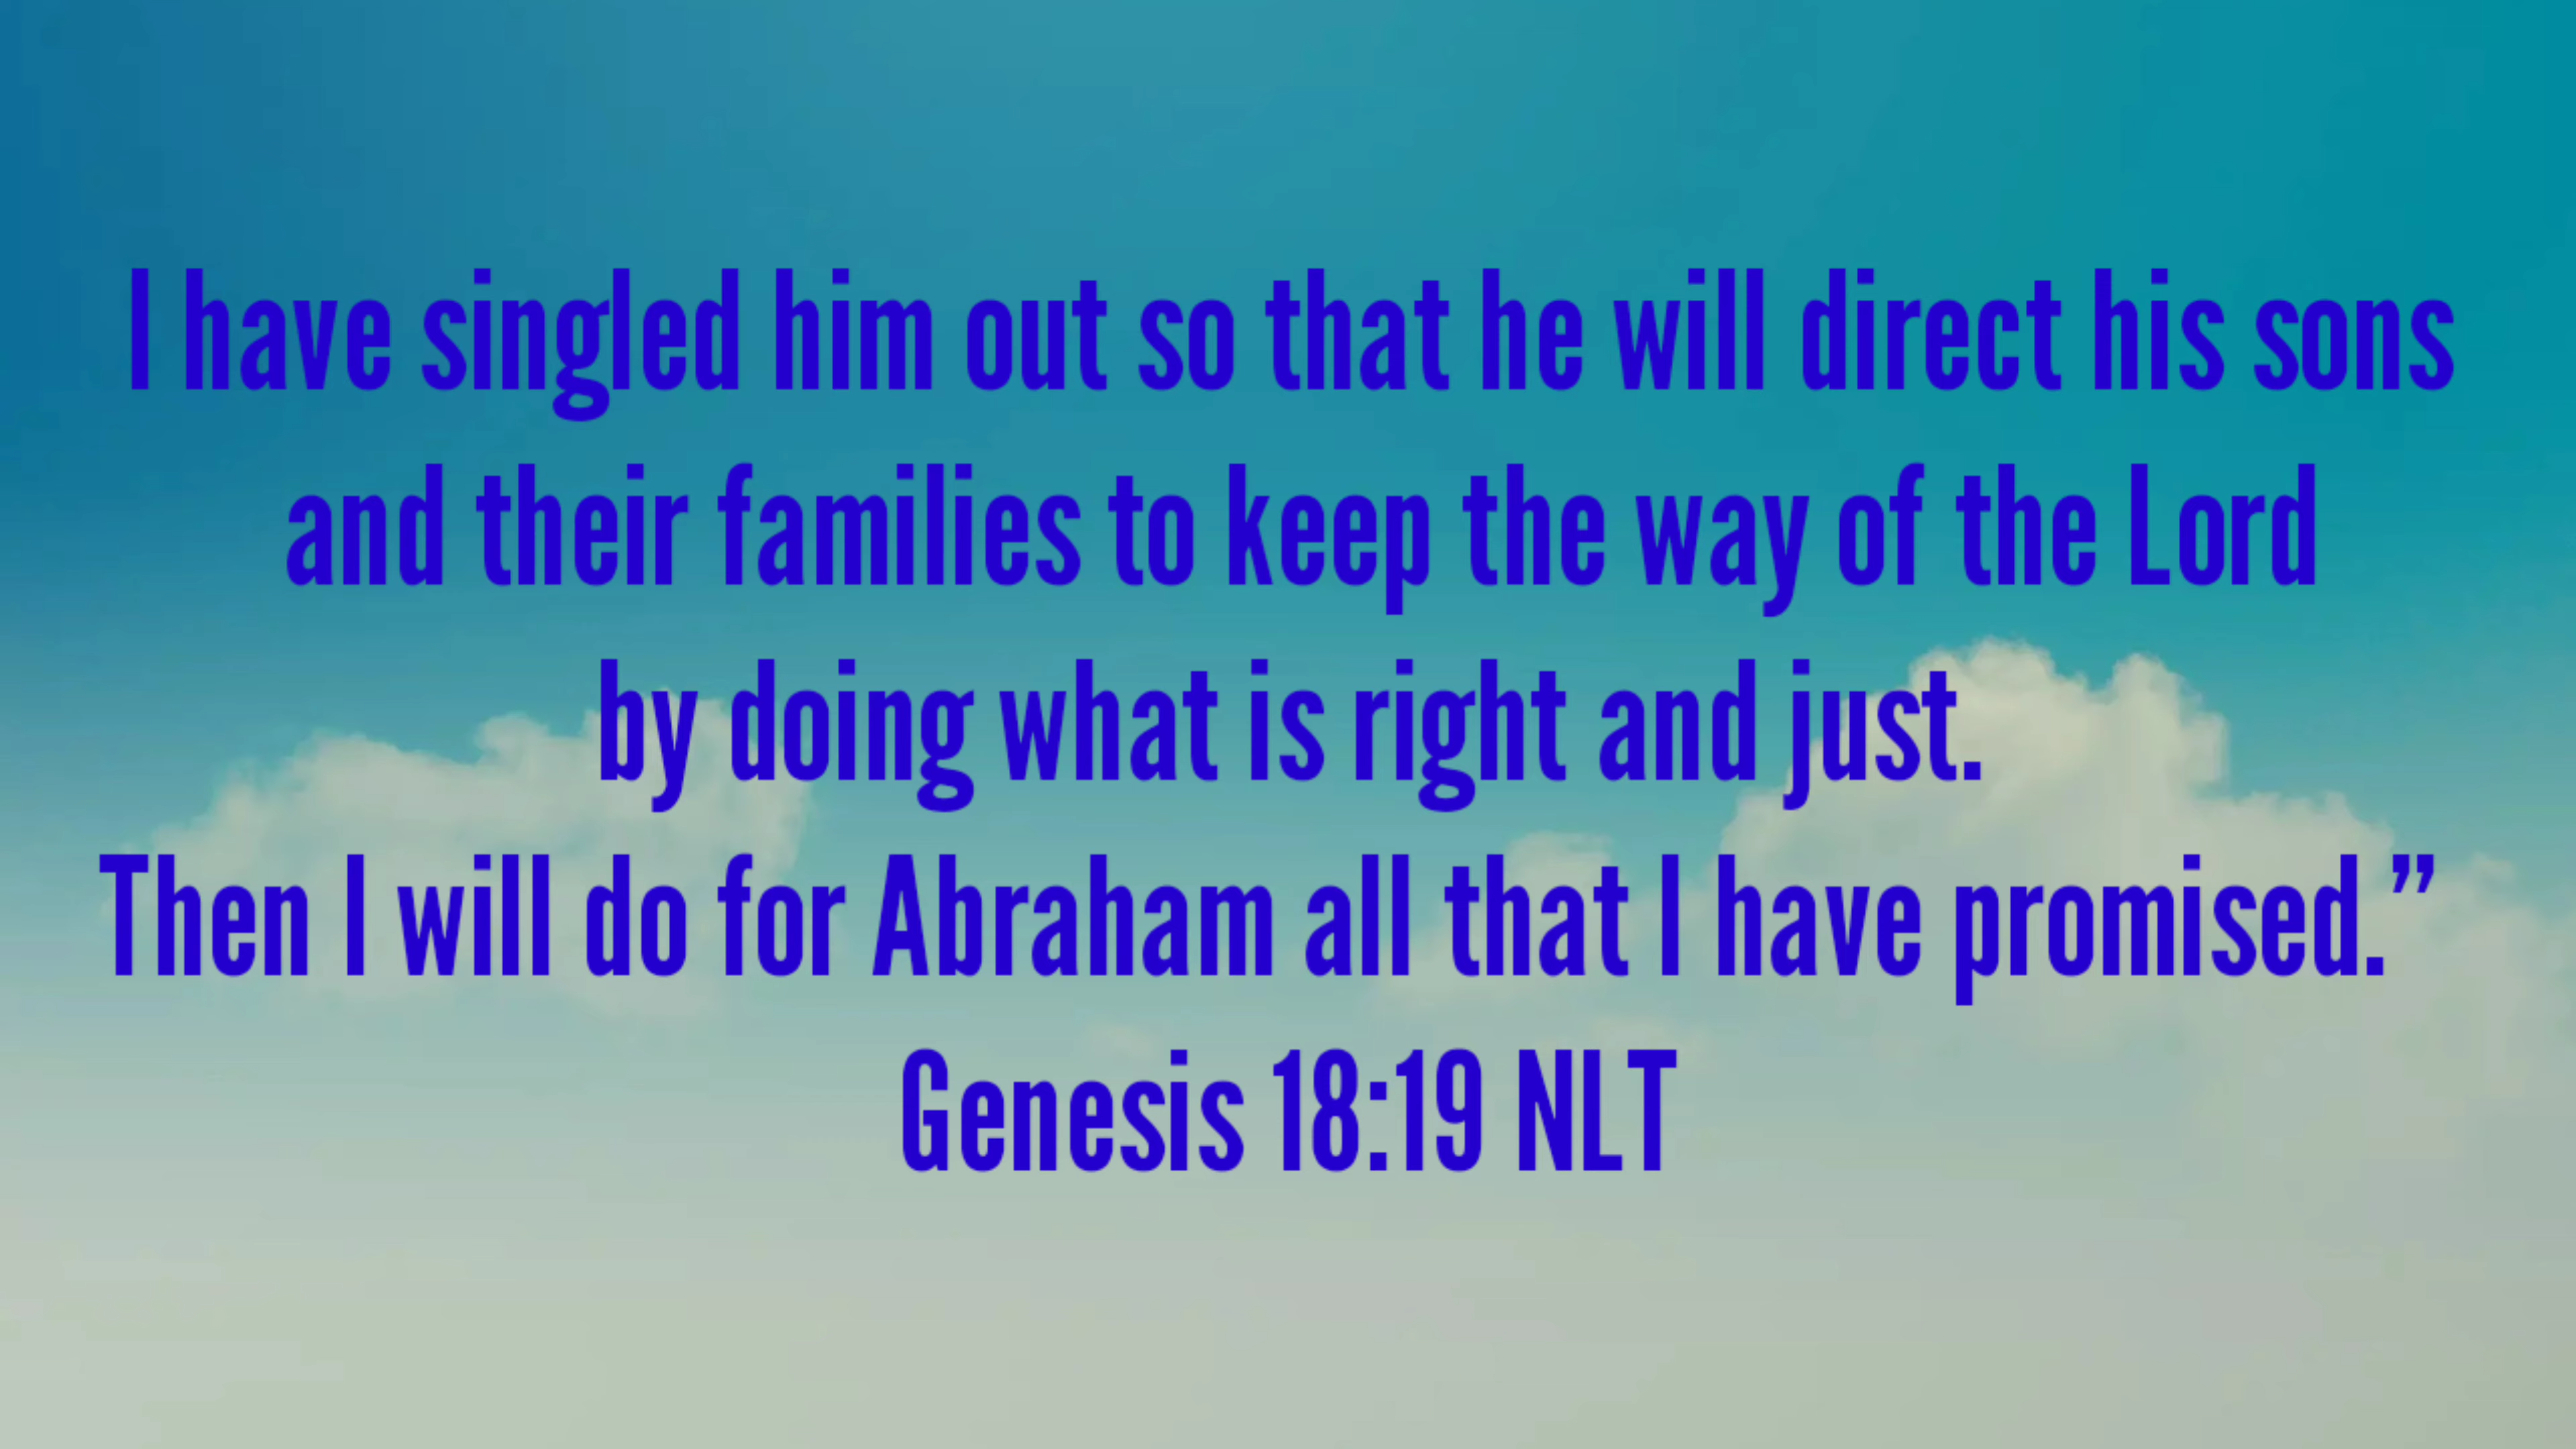 I have singled him out so that he will direct his sons
and their families to keep the way of the Lord
by doing what is right and just.
Then I will do for Abraham all that I have promised.”
Genesis 18:19 NLT